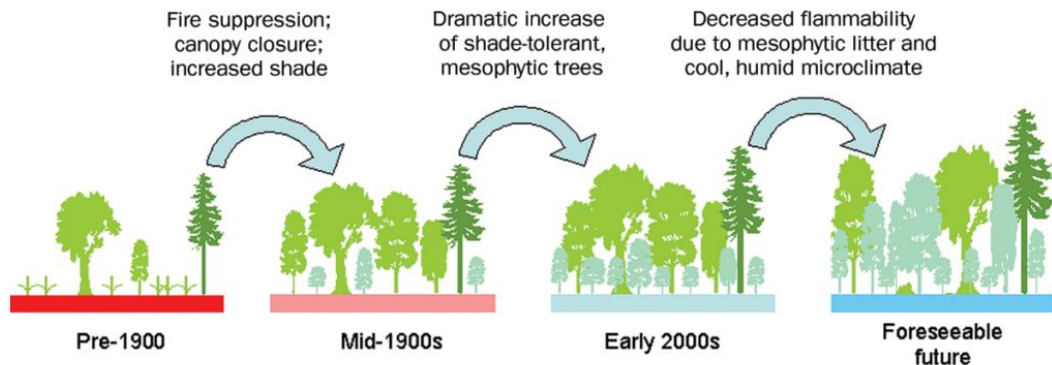 Fire suppression;
canopy closure;
increased shade
Dramatic increase
of shade-tolerant,
mesophytic trees
Decreased flammability
due to mesophytic litter and
cool, humid microclimate
Pre-1900
Mid-1900s
Early 2000s
Foreseeable
future